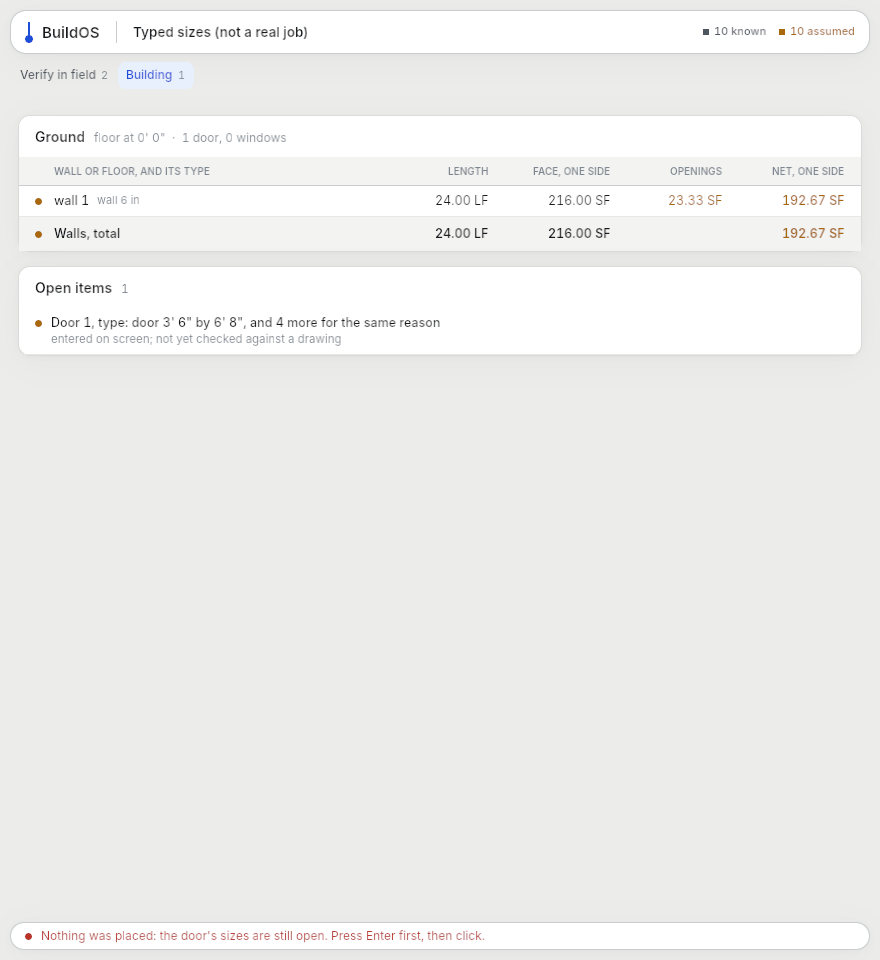 BuildOS
Typed sizes (not a real job)
10 known
10 assumed
Verify in field 2
Building 1
Ground floor at 0' 0" · 1 door, 0 windows
WALL OR FLOOR, AND ITS TYPE LENGTH FACE, ONE SIDE OPENINGS NET, ONE SIDE
wall 1 wall 6 in 24.00 LF 216.00 SF 23.33 SF 192.67 SF
Walls, total 24.00 LF 216.00 SF 192.67 SF
Open items 1
Door 1, type: door 3' 6" by 6' 8", and 4 more for the same reason
entered on screen; not yet checked against a drawing
Nothing was placed: the door's sizes are still open. Press Enter first, then click.